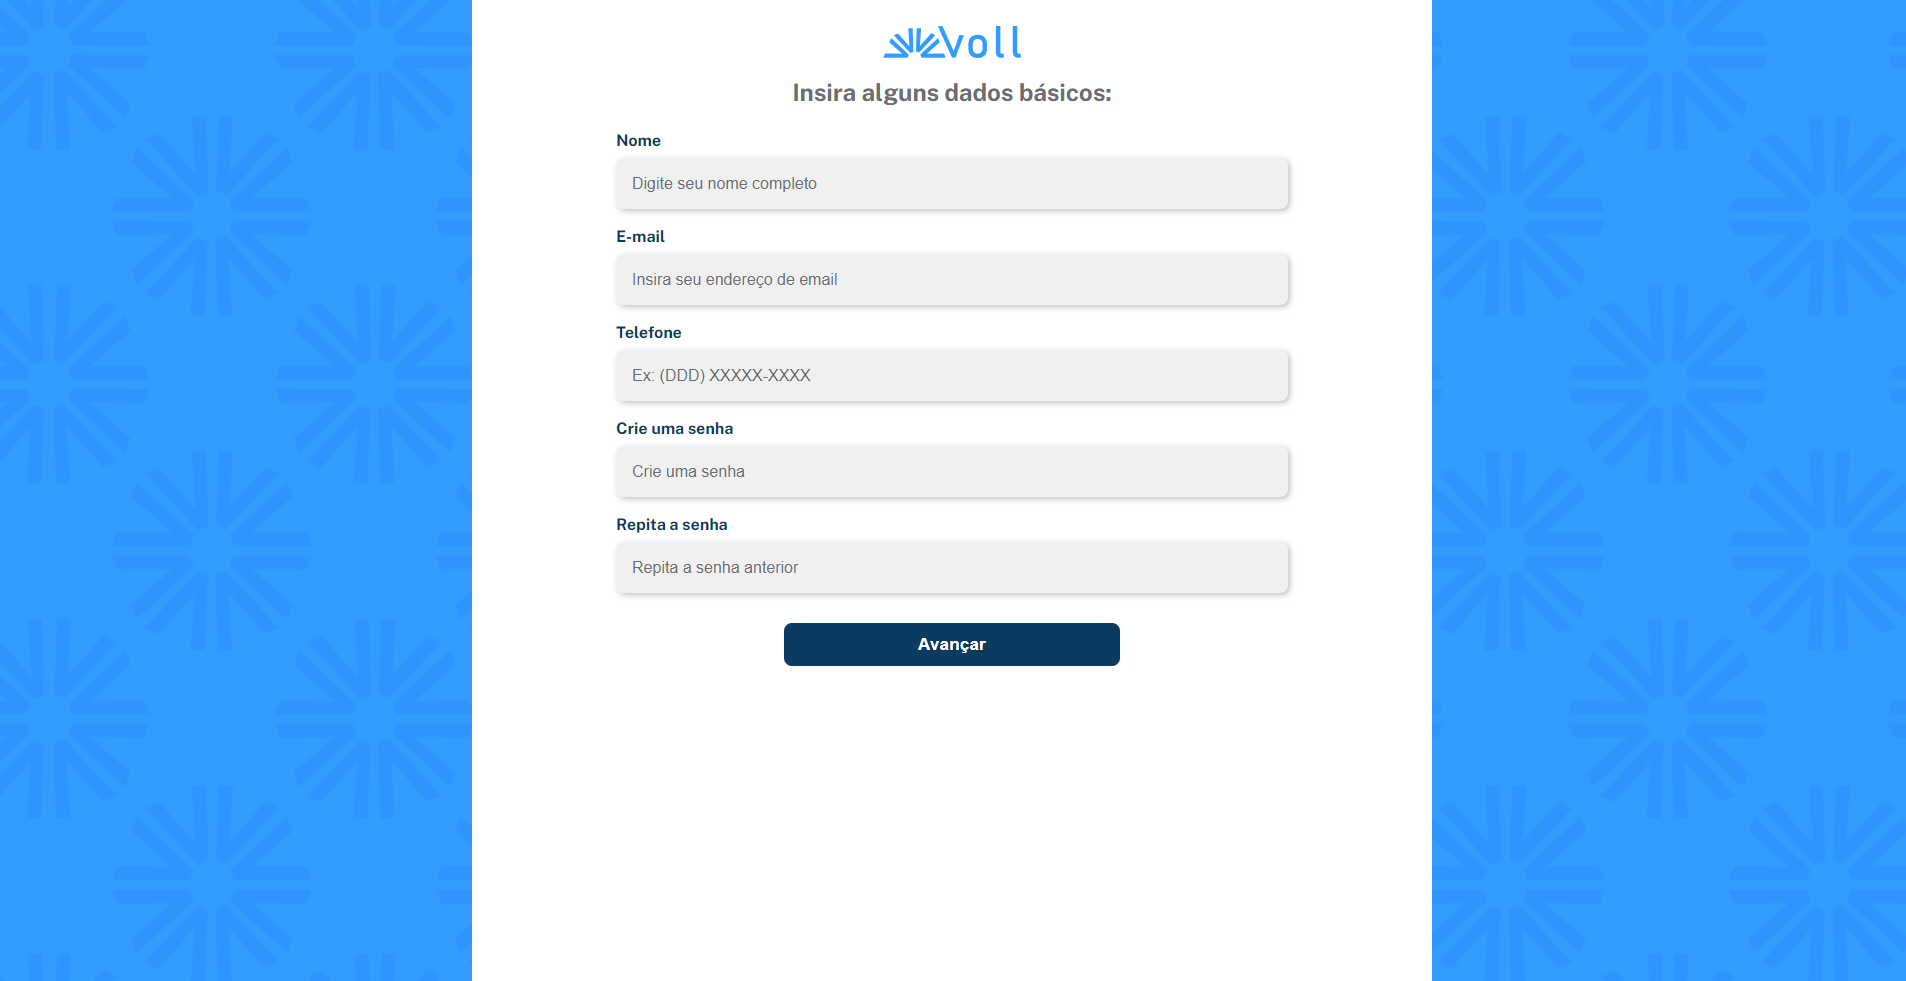 Voll
Insira alguns dados básicos:
Nome
Digite seu nome completo
E-mail
Insira seu endereço de email
Telefone
Ex: (DDD) XXXXX-XXXX
Crie uma senha
Crie uma senha
Repita a senha
Repita a senha anterior
Avançar